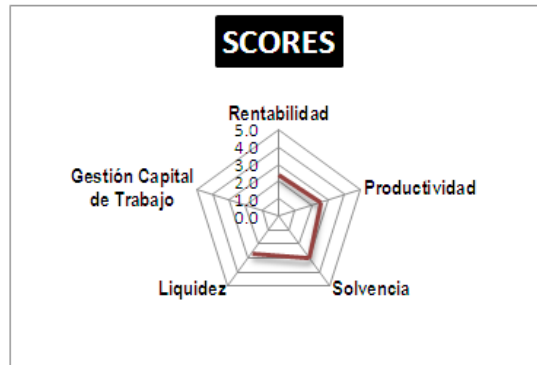 SCORES
Rentabilidad
5.0
4.0
3.0
2.0
1.0
0.0
Gestión Capital
de Trabajo
Productividad
Liquidez
Solvencia